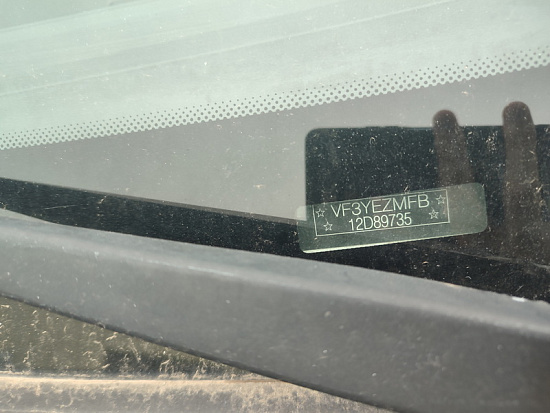 ☆ VF3YEZMFB ☆
☆ 12D89735 ☆